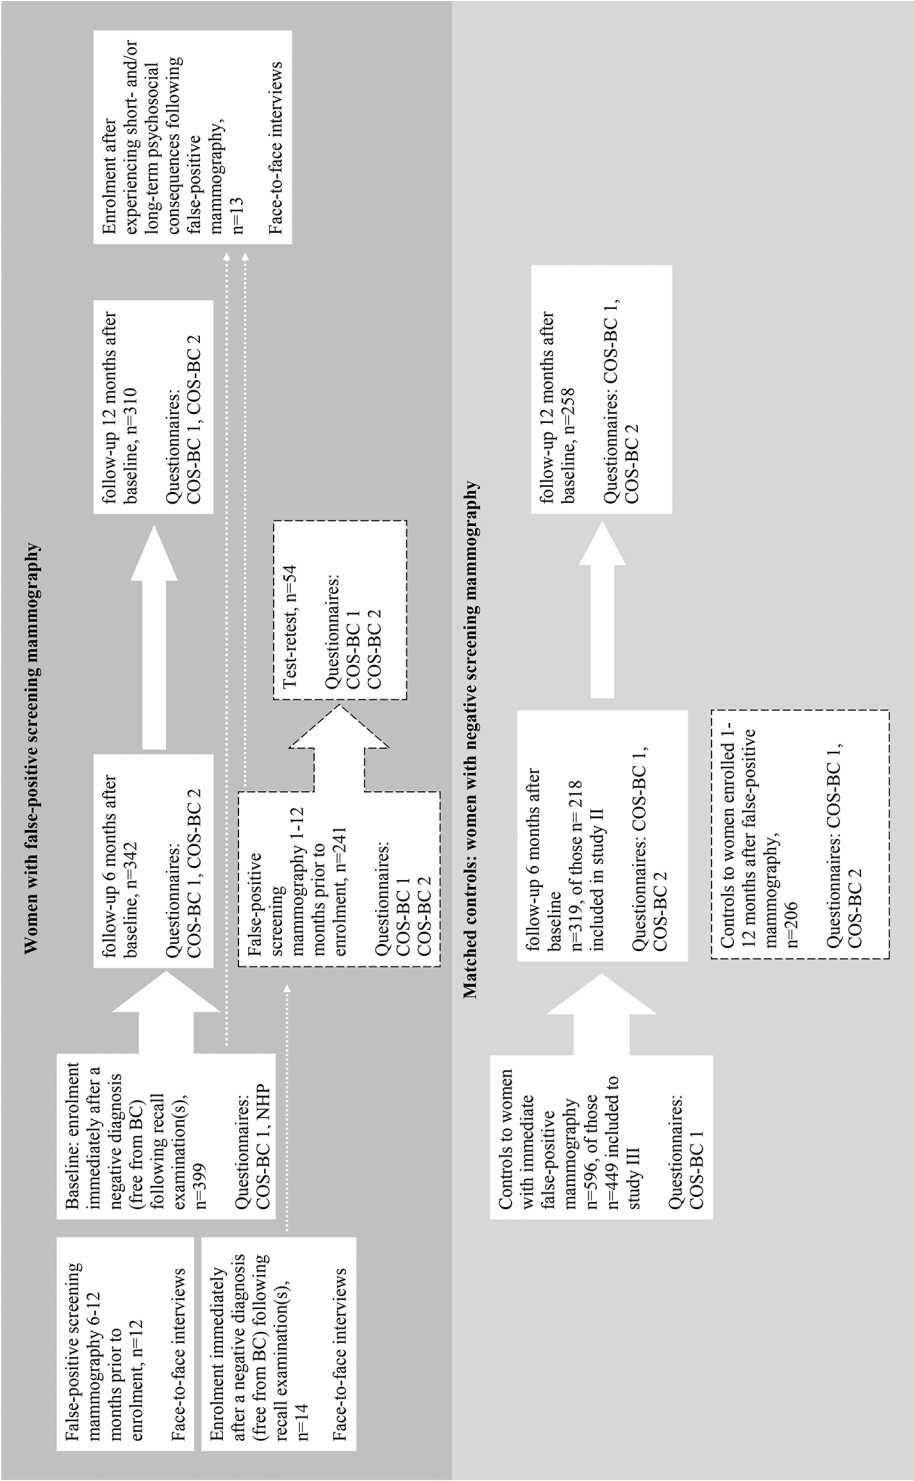 Women with false-positive screening mammography
False-positive screening
mammography 6-12
months prior to
enrolment, n=12
Face-to-face interviews
Enrolment immediately
after a negative diagnosis
(free from BC) following
recall examination(s),
n=14
Face-to-face interviews
Baseline: enrolment
immediately after a
negative diagnosis
(free from BC)
following recall
examination(s),
n=399
Questionnaires:
COS-BC 1, NHP
follow-up 6 months after
baseline, n=342
Questionnaires:
COS-BC 1, COS-BC 2
False-positive
screening
mammography 1-12
months prior to
enrolment, n=241
Questionnaires:
COS-BC 1
COS-BC 2
Test-retest, n=54
Questionnaires:
COS-BC 1
COS-BC 2
follow-up 12 months after
baseline, n=310
Questionnaires:
COS-BC 1, COS-BC 2
Enrolment after
experiencing short- and/or
long-term psychosocial
consequences following
false-positive
mammography,
n=13
Face-to-face interviews
Matched controls: women with negative screening mammography
Controls to women
with immediate
false-positive
mammography
n=596, of those
n=449 included to
study III
Questionnaires:
COS-BC 1
follow-up 6 months after
baseline
n=319, of those n= 218
included in study II
Questionnaires: COS-BC 1,
COS-BC 2
Controls to women enrolled 1-
12 months after false-positive
mammography,
n=206
Questionnaires: COS-BC 1,
COS-BC 2
follow-up 12 months after
baseline, n=258
Questionnaires: COS-BC 1,
COS-BC 2